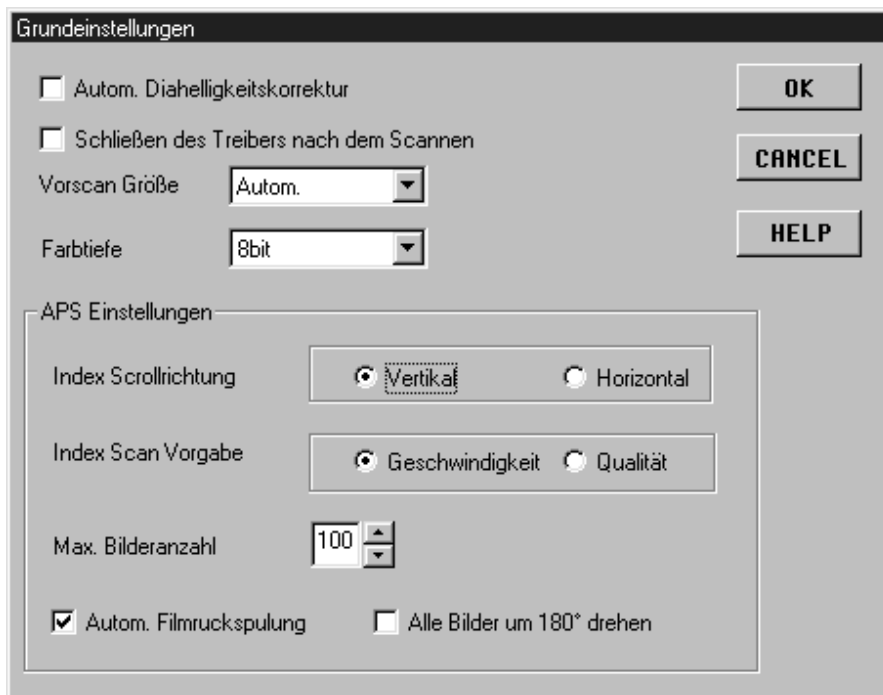 Grundeinstellungen
Autom. Diahelligkeitskorrektur
OK
Schließen des Treibers nach dem Scannen
CANCEL
Vorscan Größe Autom.
HELP
Farbtiefe 8bit
APS Einstellungen
Index Scrollrichtung Vertikal Horizontal
Index Scan Vorgabe Geschwindigkeit Qualität
Max. Bilderanzahl 100
Autom. Filmruckspulung Alle Bilder um 180° drehen